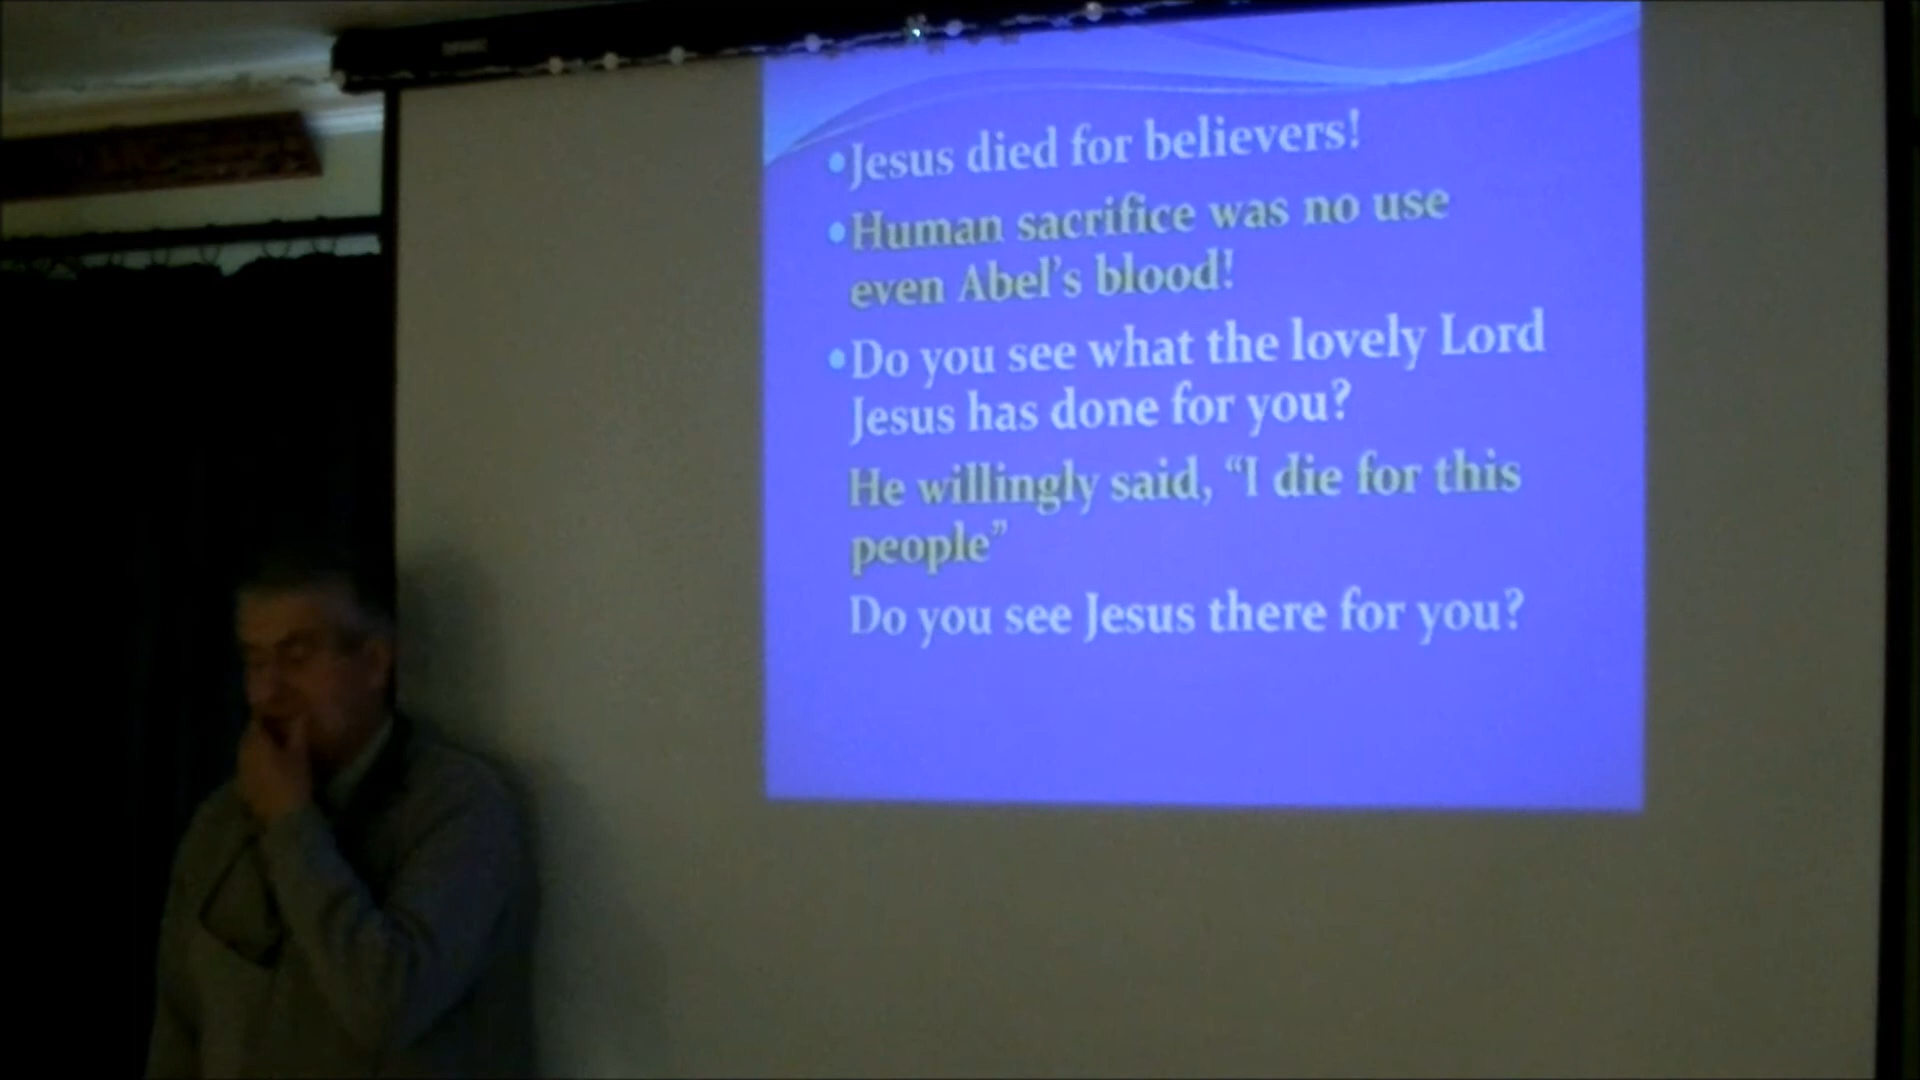 •Jesus died for believers!
•Human sacrifice was no use
even Abel’s blood!
•Do you see what the lovely Lord
Jesus has done for you?
He willingly said, “I die for this
people”
Do you see Jesus there for you?